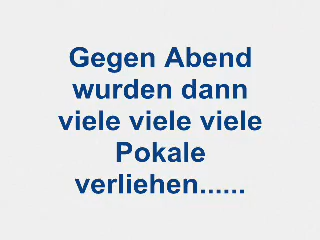 Gegen Abend
wurden dann
viele viele viele
Pokale
verliehen......